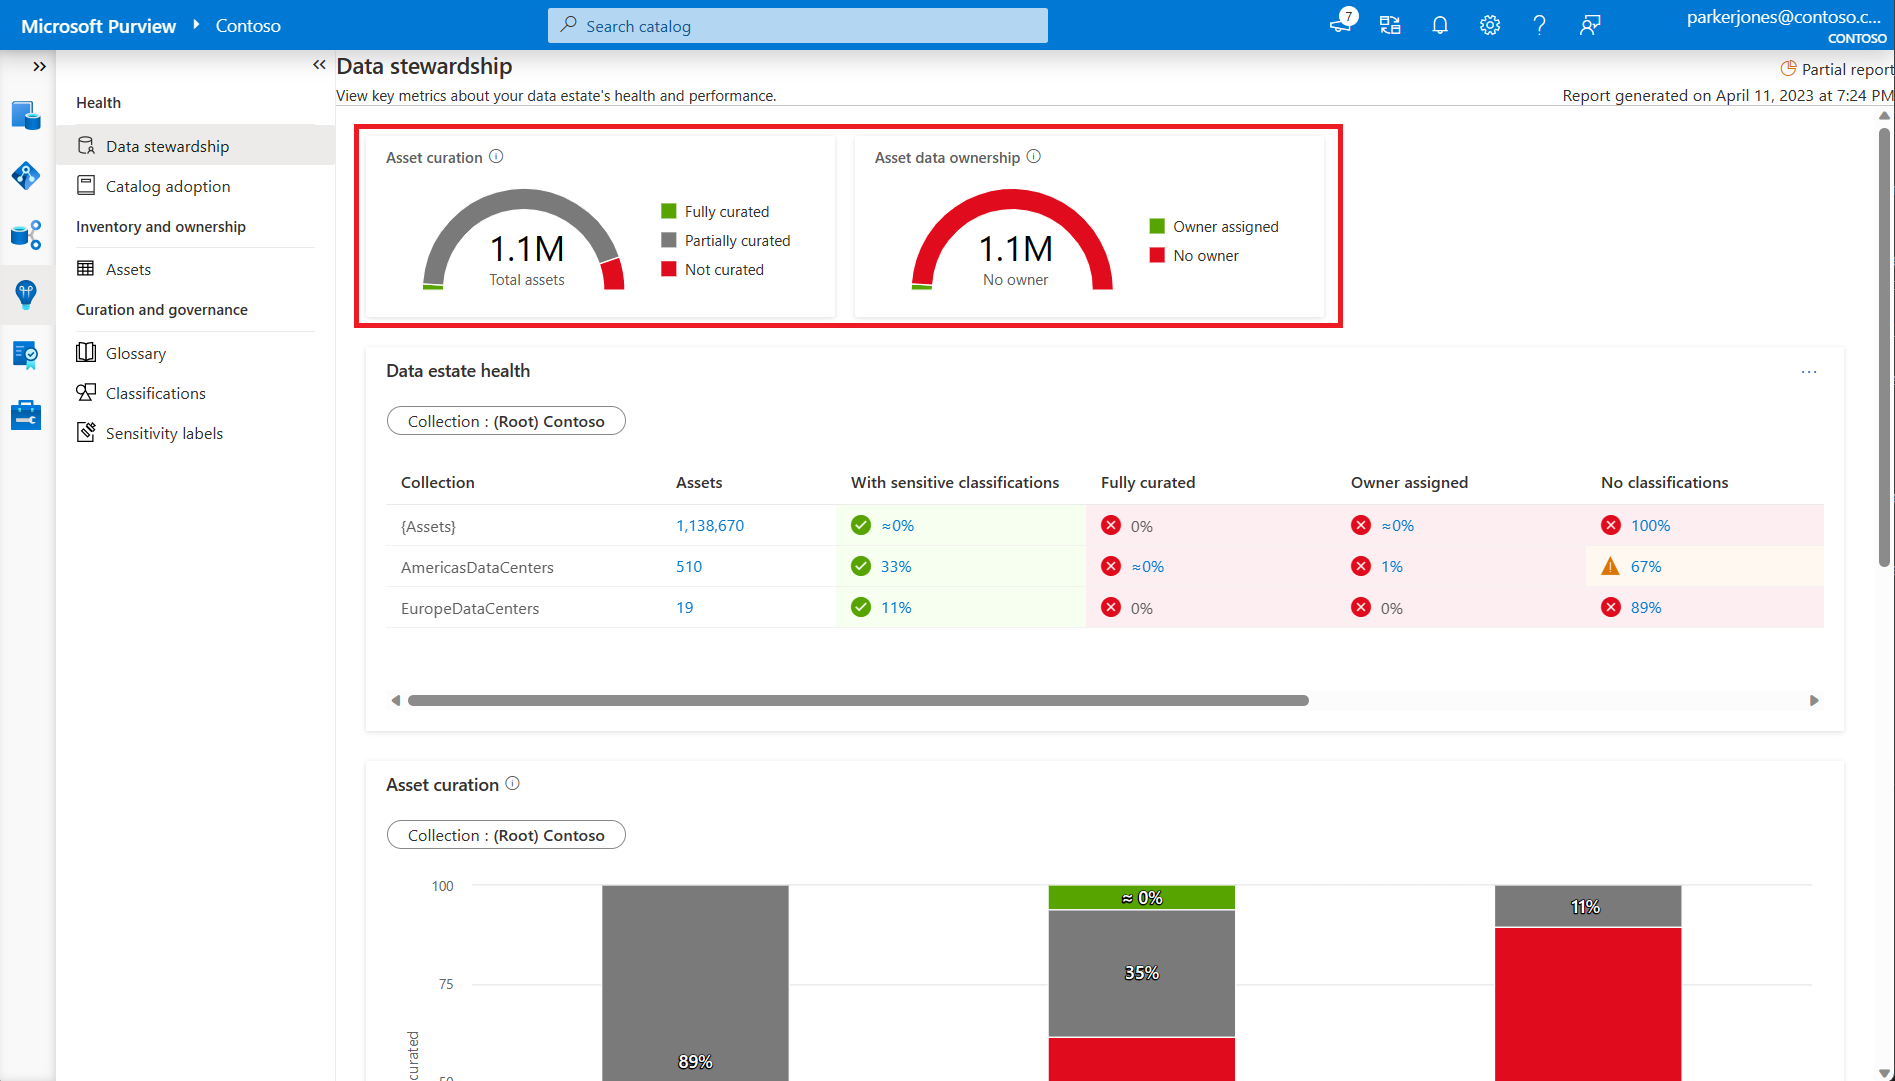 Microsoft Purview Contoso
Search catalog
7
parkerjones@contoso.c...
CONTOSO
Data stewardship
Partial report
View key metrics about your data estate's health and performance.
Report generated on April 11, 2023 at 7:24 PM
Health
Data stewardship
Catalog adoption
Inventory and ownership
Assets
Curation and governance
Glossary
Classifications
Sensitivity labels
Asset curation
1.1M
Total assets
Fully curated
Partially curated
Not curated
Asset data ownership
1.1M
No owner
Owner assigned
No owner
Data estate health
...
Collection : (Root) Contoso
Collection Assets With sensitive classifications Fully curated Owner assigned No classifications
{Assets} 1,138,670 ≈0% 0% ≈0% 100%
AmericasDataCenters 510 33% ≈0% 1% 67%
EuropeDataCenters 19 11% 0% 0% 89%
Asset curation
Collection : (Root) Contoso
100
75
50
curated
89%
≈ 0%
35%
11%